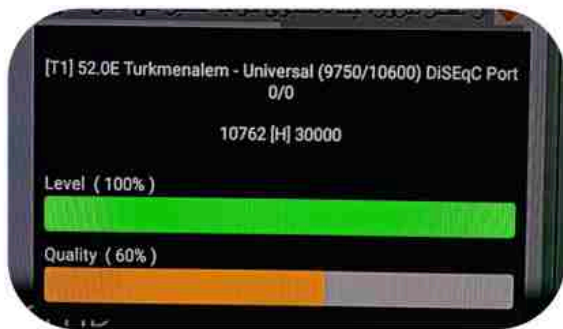 [T1] 52.0E Turkmenalem - Universal (9750/10600) DiSEqC Port
0/0
10762 [H] 30000
Level ( 100% )
Quality ( 60% )